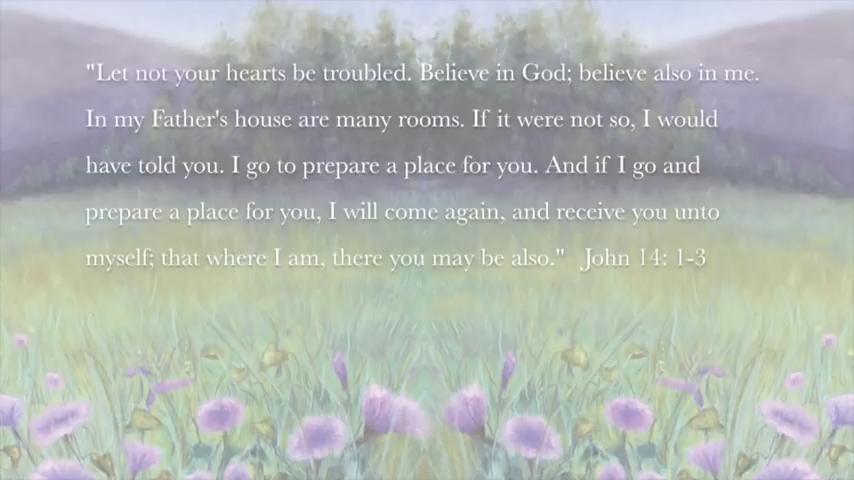 "Let not your hearts be troubled. Believe in God; believe also in me.
In my Father's house are many rooms. If it were not so, I would
have told you. I go to prepare a place for you. And if I go and
prepare a place for you, I will come again, and receive you unto
myself; that where I am, there you may be also." John 14: 1-3